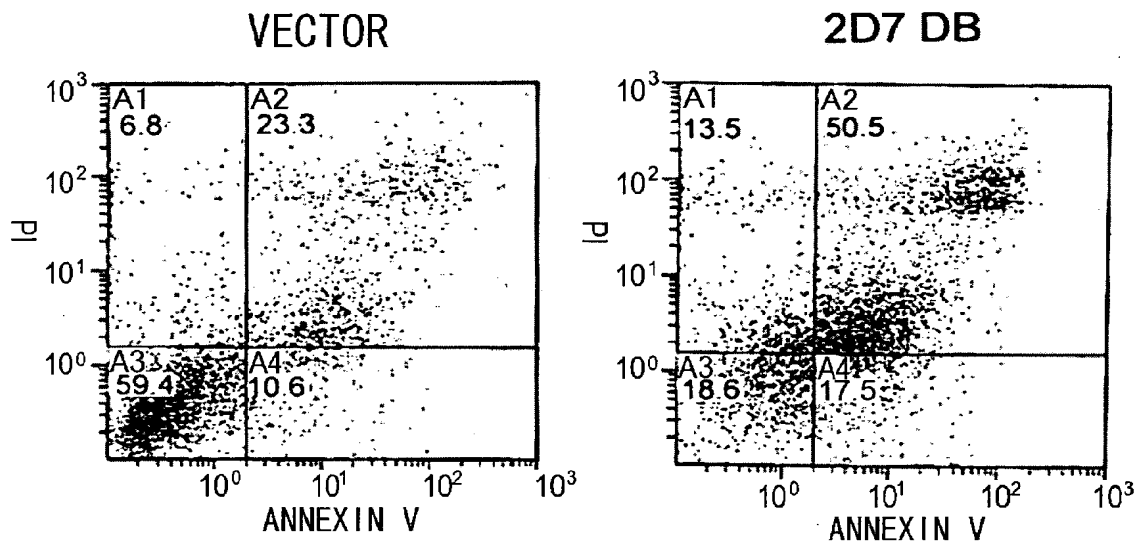 VECTOR
10³
10²
10¹
10⁰
PI
A1
6.8
A2
23.3
A3
59.4
A4
10.6
10⁰ 10¹ 10² 10³
ANNEXIN V
2D7 DB
10³
10²
10¹
10⁰
PI
A1
13.5
A2
50.5
A3
18.6
A4
17.5
10⁰ 10¹ 10² 10³
ANNEXIN V